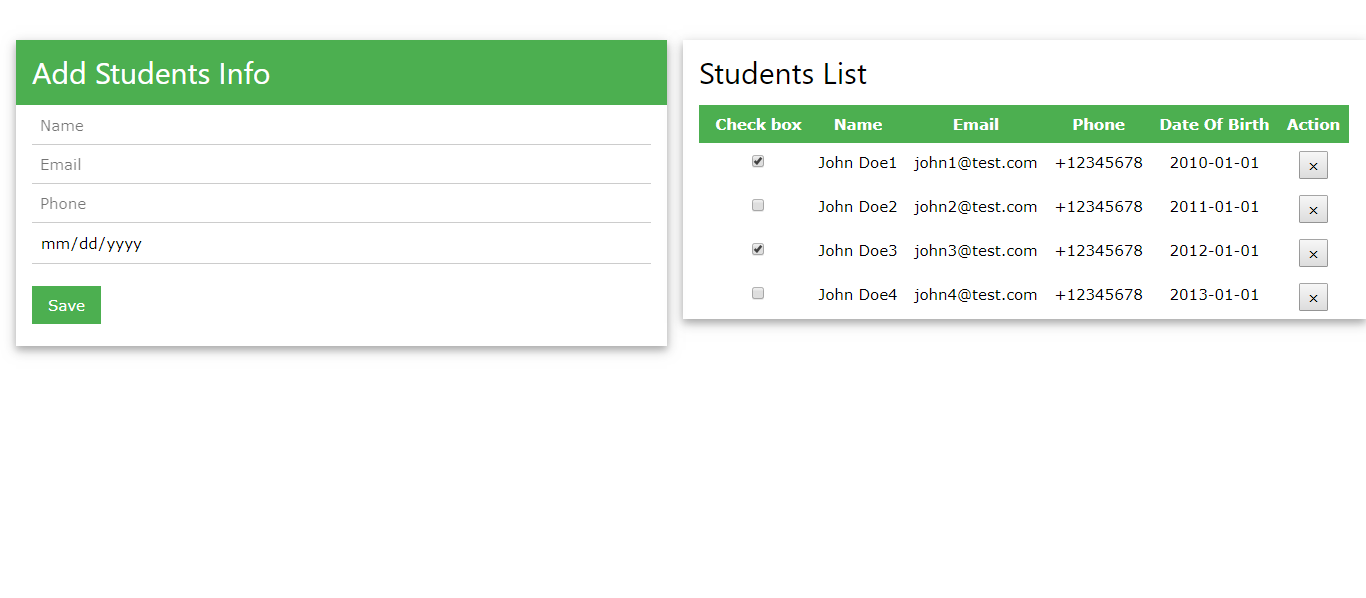 Add Students Info
Name
Email
Phone
mm/dd/yyyy
Save
Students List
Check box Name Email Phone Date Of Birth Action
John Doe1 john1@test.com +12345678 2010-01-01 ×
John Doe2 john2@test.com +12345678 2011-01-01 ×
John Doe3 john3@test.com +12345678 2012-01-01 ×
John Doe4 john4@test.com +12345678 2013-01-01 ×